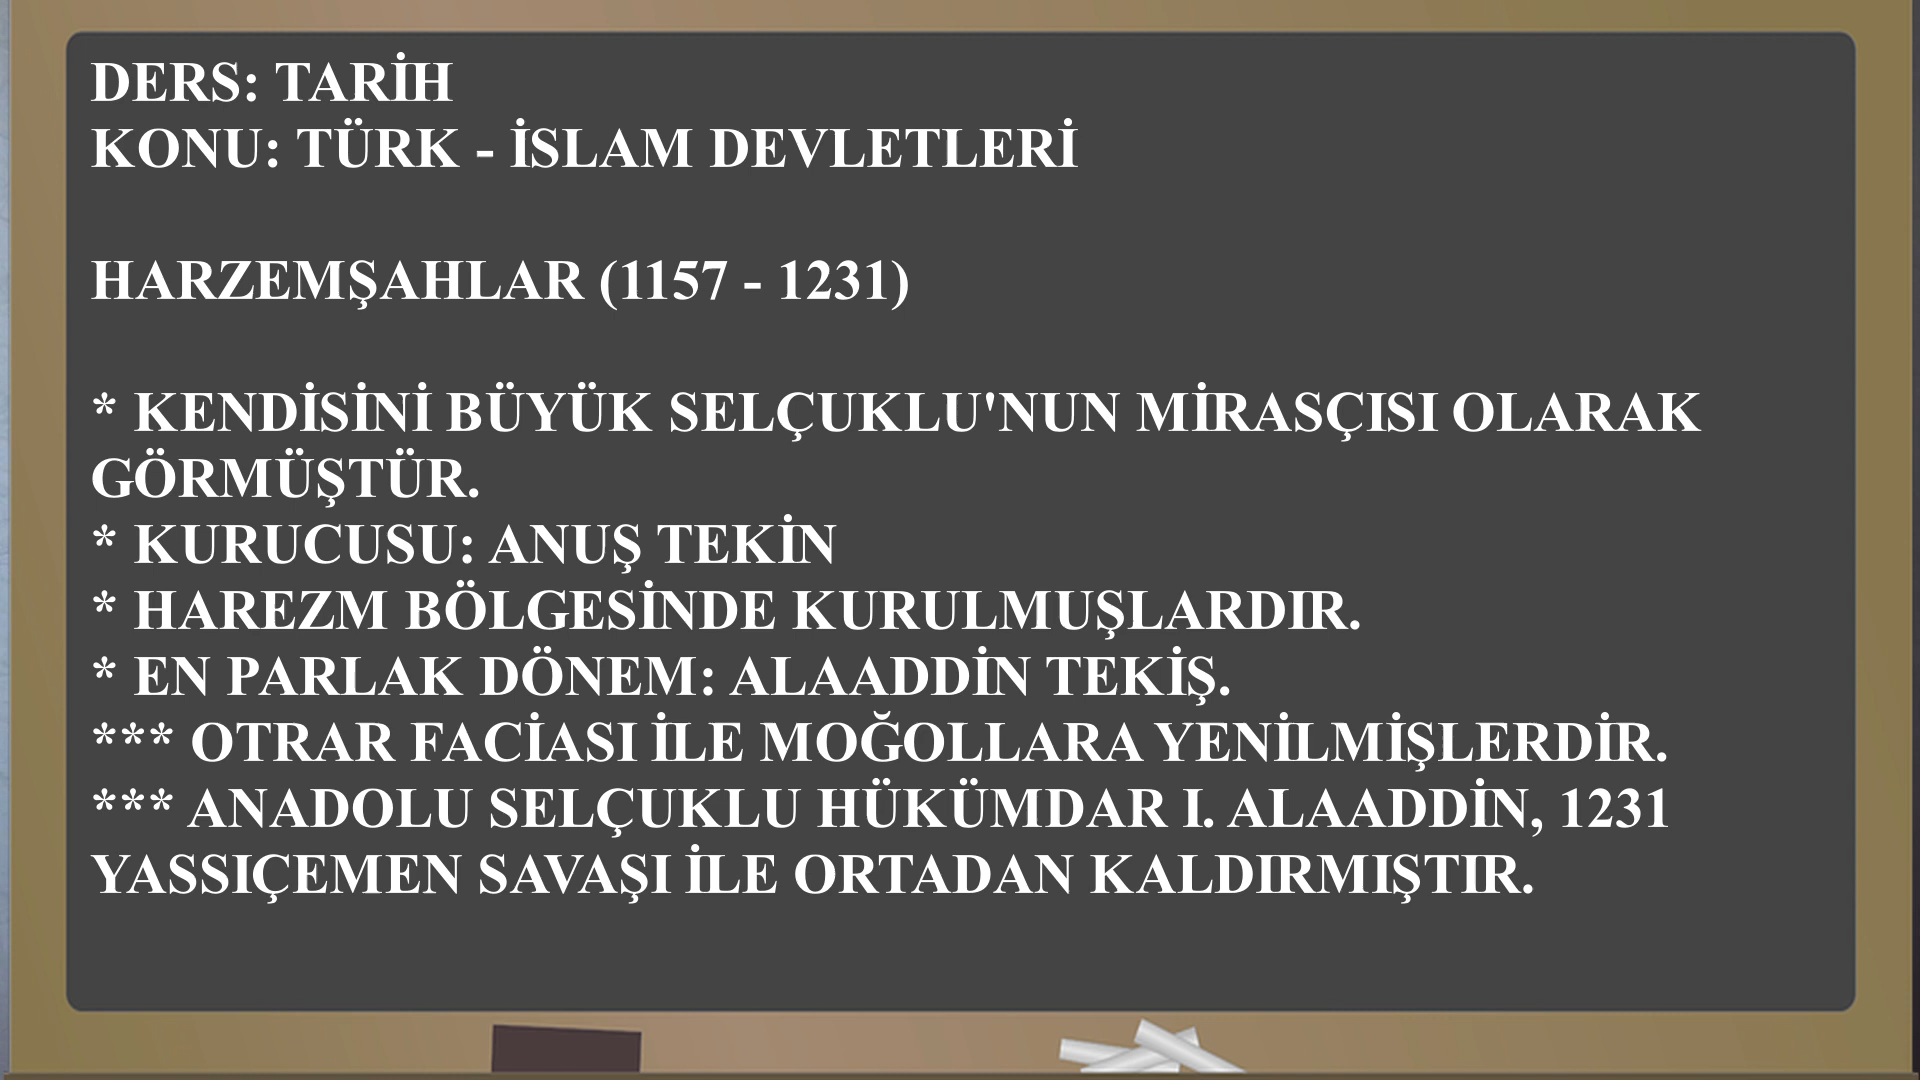 DERS: TARİH
KONU: TÜRK - İSLAM DEVLETLERİ
HARZEMŞAHLAR (1157 - 1231)
* KENDİSİNİ BÜYÜK SELÇUKLU'NUN MİRASÇISI OLARAK
GÖRMÜŞTÜR.
* KURUCUSU: ANUŞ TEKİN
* HAREZM BÖLGESİNDE KURULMUŞLARDIR.
* EN PARLAK DÖNEM: ALAADDİN TEKİŞ.
*** OTRAR FACİASI İLE MOĞOLLARA YENİLMİŞLERDİR.
*** ANADOLU SELÇUKLU HÜKÜMDAR I. ALAADDİN, 1231
YASSIÇEMEN SAVAŞI İLE ORTADAN KALDIRMIŞTIR.